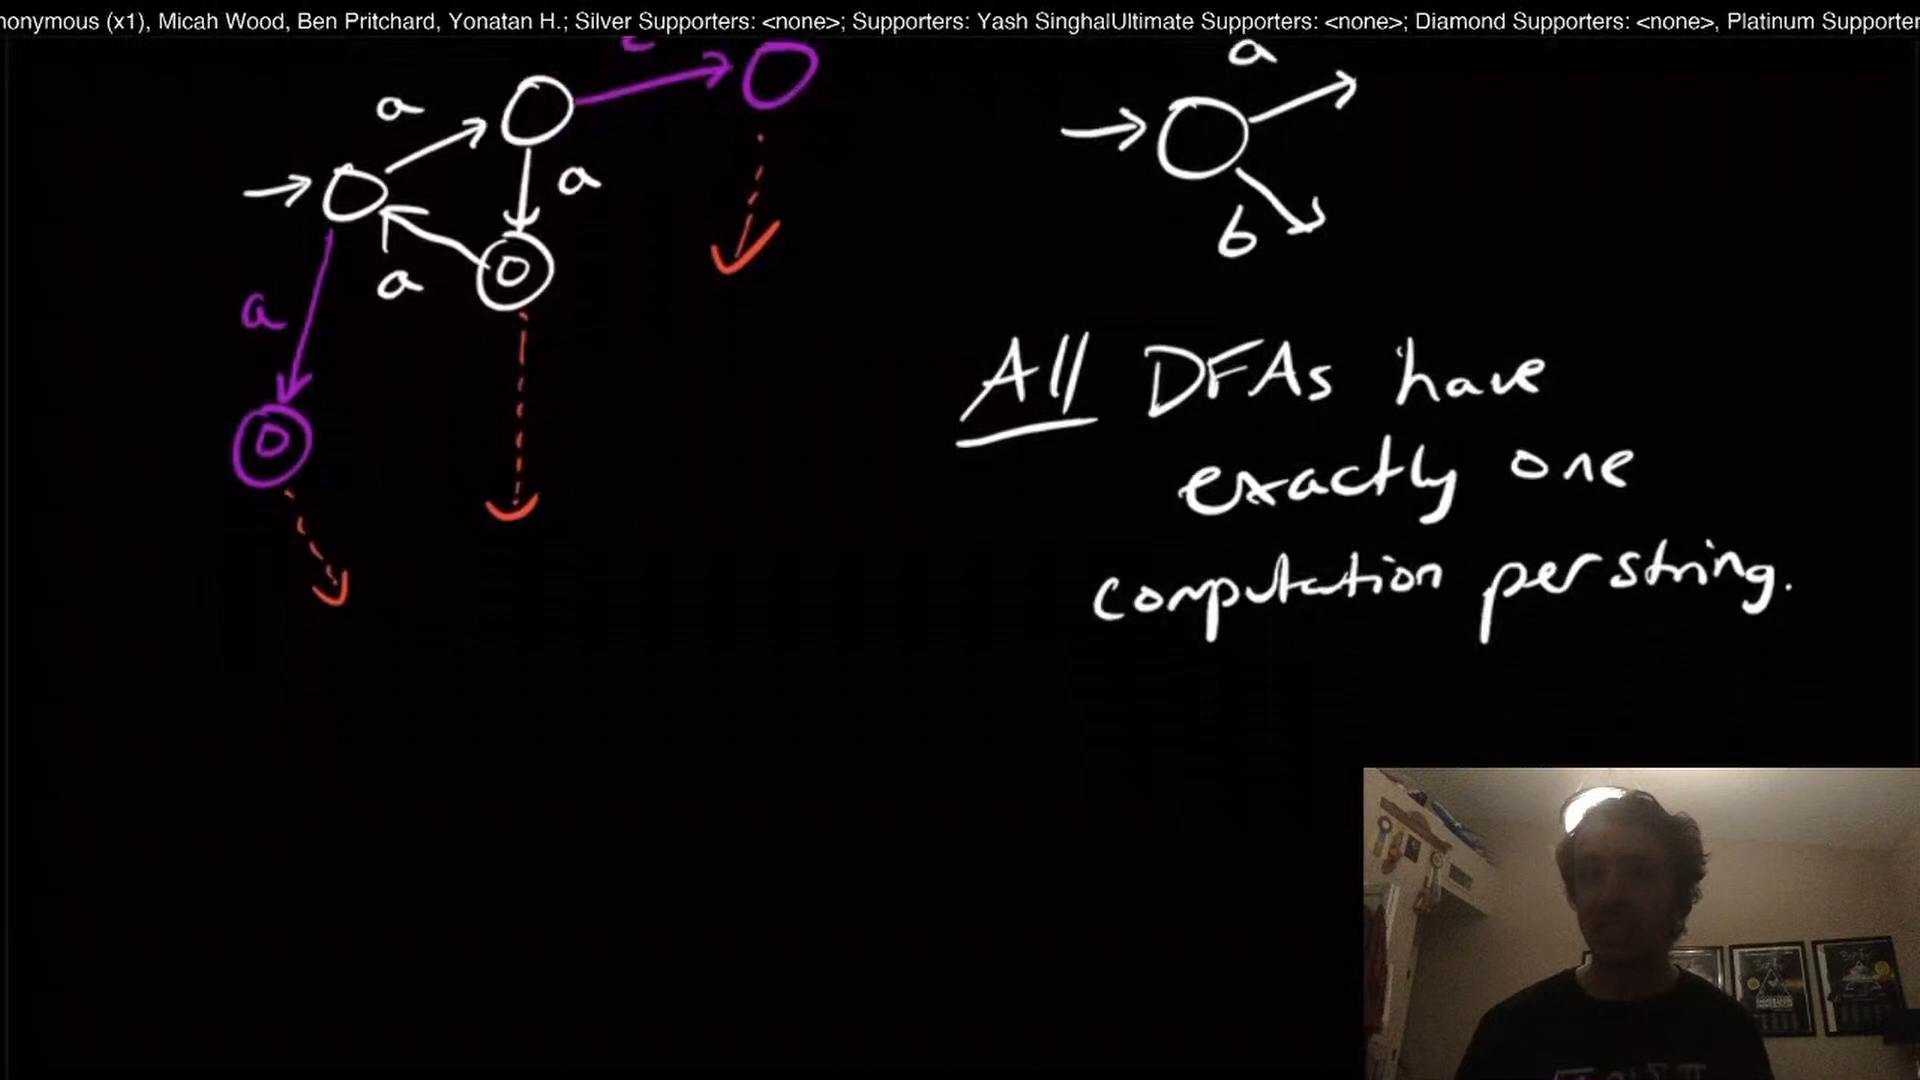 nonymous (x1), Micah Wood, Ben Pritchard, Yonatan H.; Silver Supporters: <none>; Supporters: Yash SinghalUltimate Supporters: <none>; Diamond Supporters: <none>, Platinum Supporter
a
a
a
a
a
a
b
All DFAs have
exactly one
computation per string.